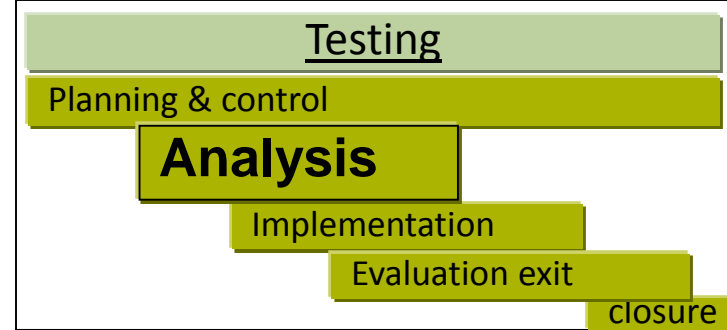 Testing
Planning & control
Analysis
Implementation
Evaluation exit
closure